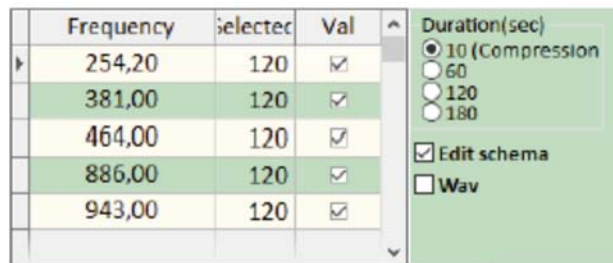 Frequency Selected Val
254,20 120
381,00 120
464,00 120
886,00 120
943,00 120
Duration(sec)
10 (Compression
60
120
180
Edit schema
Wav